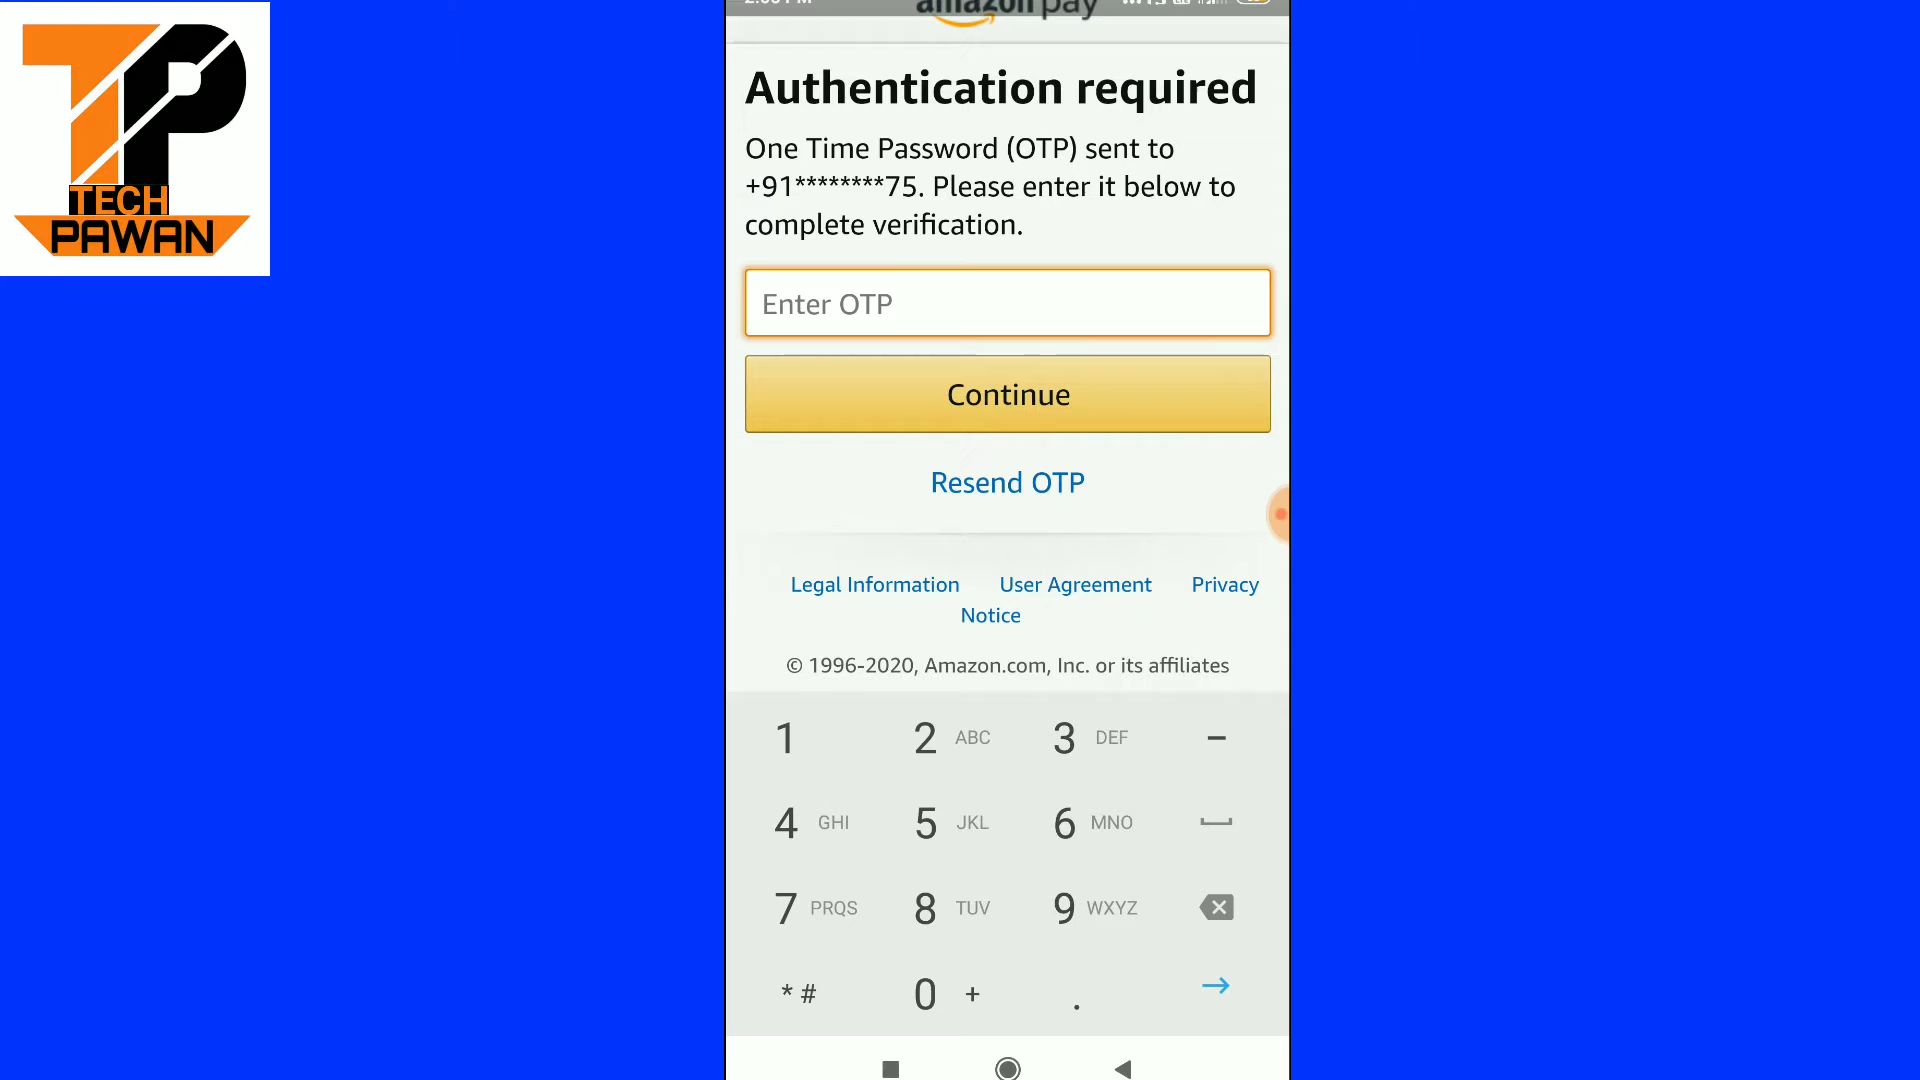 TP
TECH
PAWAN
amazon pay
Authentication required
One Time Password (OTP) sent to
+91********75. Please enter it below to
complete verification.
Enter OTP
Continue
Resend OTP
Legal Information User Agreement Privacy
Notice
© 1996-2020, Amazon.com, Inc. or its affiliates
1 2 ABC 3 DEF -
4 GHI 5 JKL 6 MNO
7 PRQS 8 TUV 9 WXYZ
* # 0 + .